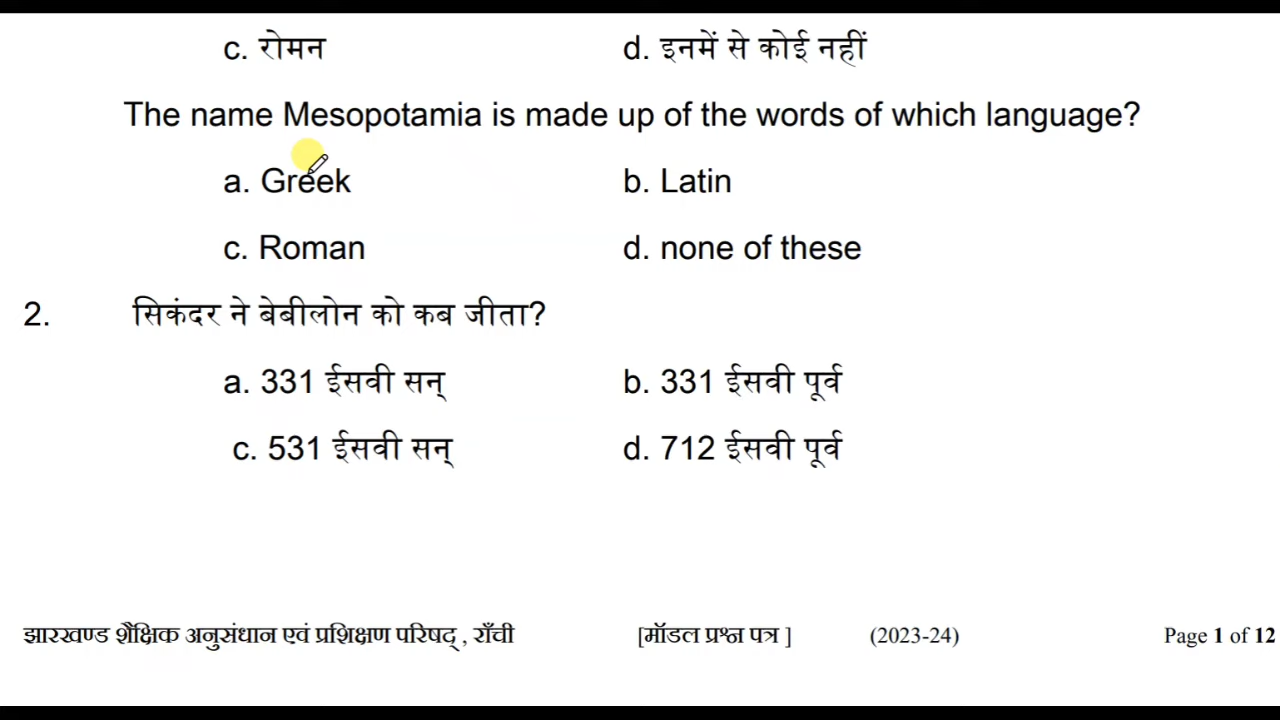 c. रोमन d. इनमें से कोई नहीं
The name Mesopotamia is made up of the words of which language?
a. Greek b. Latin
c. Roman d. none of these
2. सिकंदर ने बेबीलोन को कब जीता?
a. 331 ईसवी सन् b. 331 ईसवी पूर्व
c. 531 ईसवी सन् d. 712 ईसवी पूर्व
झारखण्ड शैक्षिक अनुसंधान एवं प्रशिक्षण परिषद् , राँची [मॉडल प्रश्न पत्र ] (2023-24) Page 1 of 12